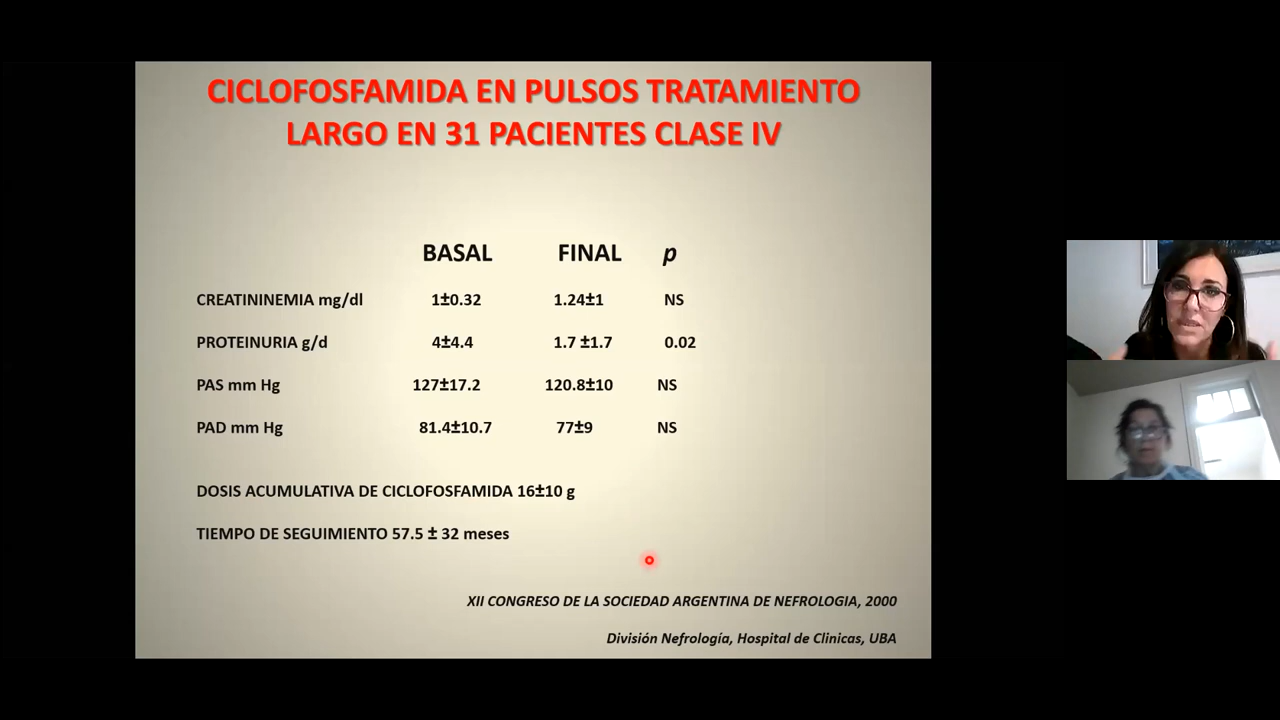 CICLOFOSFAMIDA EN PULSOS TRATAMIENTO
LARGO EN 31 PACIENTES CLASE IV
BASAL FINAL p
CREATININEMIA mg/dl 1±0.32 1.24±1 NS
PROTEINURIA g/d 4±4.4 1.7 ±1.7 0.02
PAS mm Hg 127±17.2 120.8±10 NS
PAD mm Hg 81.4±10.7 77±9 NS
DOSIS ACUMULATIVA DE CICLOFOSFAMIDA 16±10 g
TIEMPO DE SEGUIMIENTO 57.5 ± 32 meses
XII CONGRESO DE LA SOCIEDAD ARGENTINA DE NEFROLOGIA, 2000
División Nefrología, Hospital de Clinicas, UBA